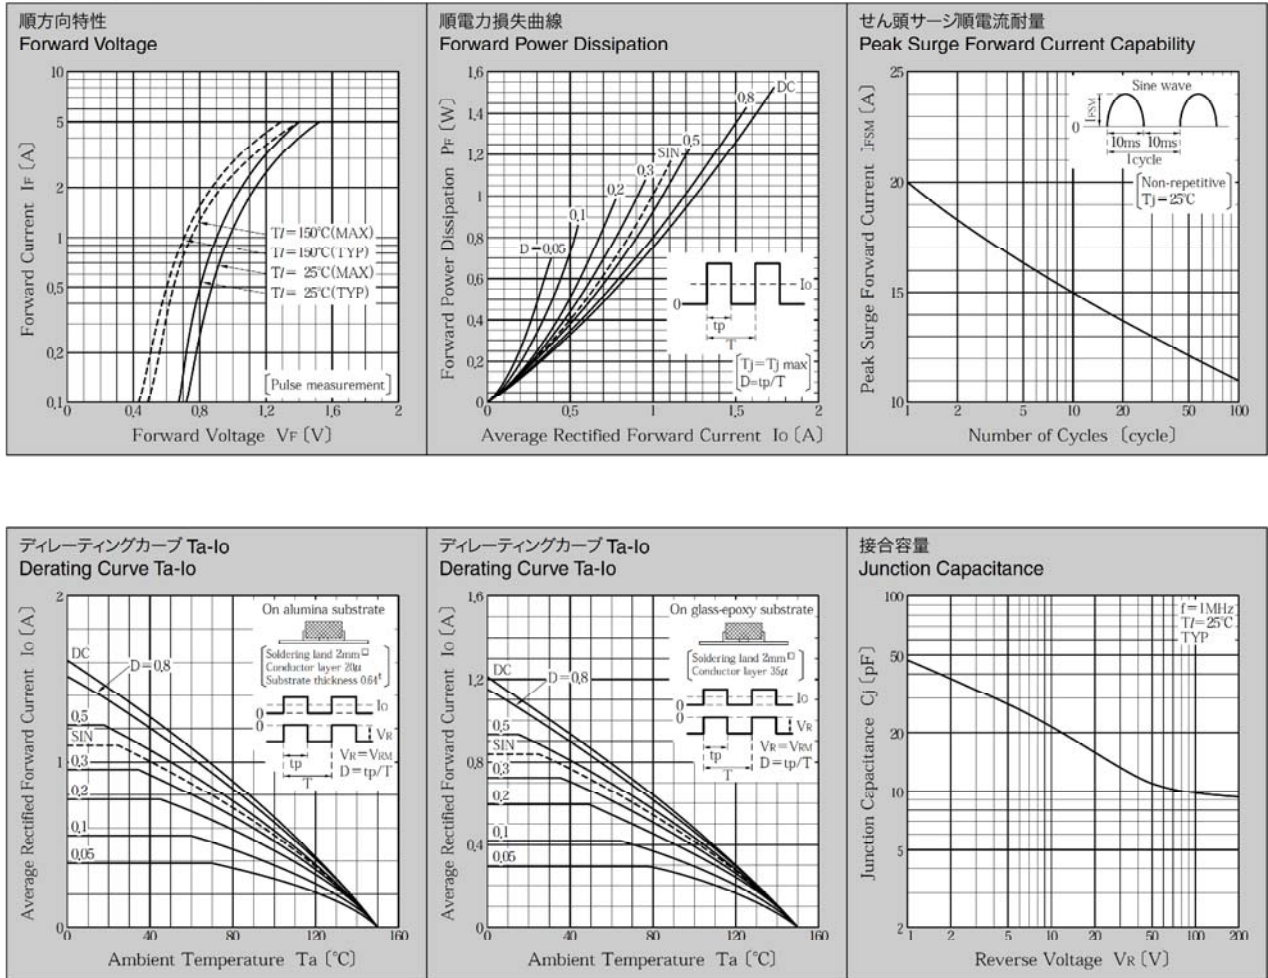 順方向特性
Forward Voltage
Forward Current IF [A]
10
5
2
1
0,5
0,2
0,1
Tl=150℃(MAX)
Tl=150℃(TYP)
Tl= 25℃(MAX)
Tl= 25℃(TYP)
[Pulse measurement]
0 0,4 0,8 1,2 1,6 2
Forward Voltage VF [V]
順電力損失曲線
Forward Power Dissipation
Forward Power Dissipation PF [W]
1,6
1,4
1,2
1
0,8
0,6
0,4
0,2
0
DC
0,8
0,5
SIN
0,3
0,2
0,1
D=0,05
Io
0
tp
T
[Tj=Tj max
D=tp/T]
0 0,5 1 1,5 2
Average Rectified Forward Current Io [A]
せん頭サージ順電流耐量
Peak Surge Forward Current Capability
Peak Surge Forward Current IFSM [A]
25
20
15
10
Sine wave
IFSM
0
10ms 10ms
1cycle
[Non-repetitive
Tj=25℃]
1 2 5 10 20 50 100
Number of Cycles [cycle]
ディレーティングカーブ Ta-Io
Derating Curve Ta-Io
Average Rectified Forward Current Io [A]
2
1
0
DC
D=0,8
0,5
SIN
0,3
0,2
0,1
0,05
On alumina substrate
[Soldering land 2mm□
Conductor layer 20μ
Substrate thickness 0.64t]
0
Io
0
VR
tp
T
VR=VRM
D=tp/T
0 40 80 120 160
Ambient Temperature Ta [℃]
ディレーティングカーブ Ta-Io
Derating Curve Ta-Io
Average Rectified Forward Current Io [A]
1,6
1,2
0,8
0,4
0
DC
D=0,8
0,5
SIN
0,3
0,2
0,1
0,05
On glass-epoxy substrate
[Soldering land 2mm□
Conductor layer 35μ]
0
Io
0
VR
tp
T
VR=VRM
D=tp/T
0 40 80 120 160
Ambient Temperature Ta [℃]
接合容量
Junction Capacitance
Junction Capacitance Cj [pF]
100
50
20
10
5
2
f=1MHz
Tl=25℃
TYP
1 2 5 10 20 50 100 200
Reverse Voltage VR [V]